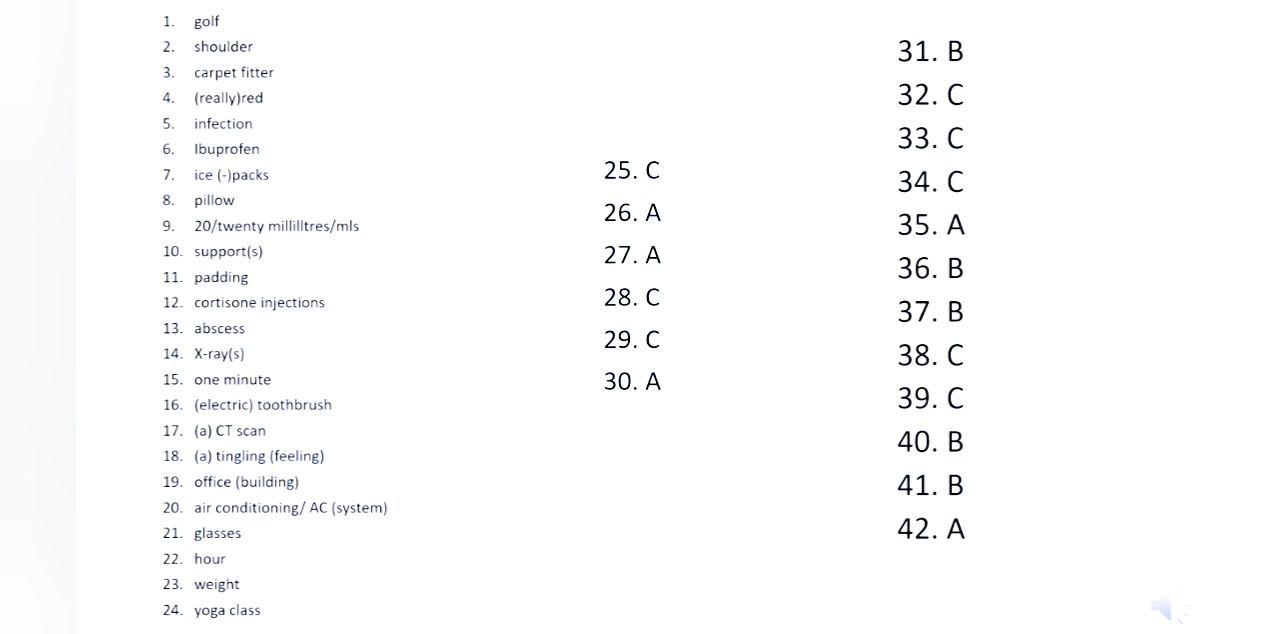 1. golf
2. shoulder
3. carpet fitter
4. (really)red
5. infection
6. Ibuprofen
7. ice (-)packs
8. pillow
9. 20/twenty millilltres/mls
10. support(s)
11. padding
12. cortisone injections
13. abscess
14. X-ray(s)
15. one minute
16. (electric) toothbrush
17. (a) CT scan
18. (a) tingling (feeling)
19. office (building)
20. air conditioning/ AC (system)
21. glasses
22. hour
23. weight
24. yoga class
25. C
26. A
27. A
28. C
29. C
30. A
31. B
32. C
33. C
34. C
35. A
36. B
37. B
38. C
39. C
40. B
41. B
42. A